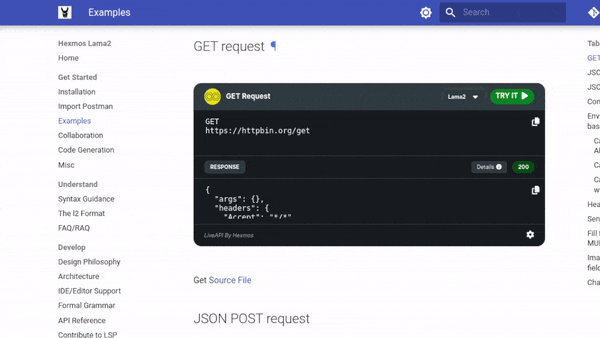 Examples
Search
Hexmos Lama2
Home
Get Started
Installation
Import Postman
Examples
Collaboration
Code Generation
Misc
Understand
Syntax Guidance
The l2 Format
FAQ/RAQ
Develop
Design Philosophy
Architecture
IDE/Editor Support
Formal Grammar
API Reference
Contribute to LSP
GET request ¶
GET Request
Lama2
TRY IT
GET
https://httpbin.org/get
RESPONSE
Details
200
{
"args": {},
"headers": {
"Accept": "*/*"
LiveAPI By Hexmos
Get Source File
JSON POST request
Tab
GET
JSO
JSO
Con
Env
bas
Ca
Al
Ca
Ca
w
Hea
Sen
Fill
MUI
Ima
field
Cha